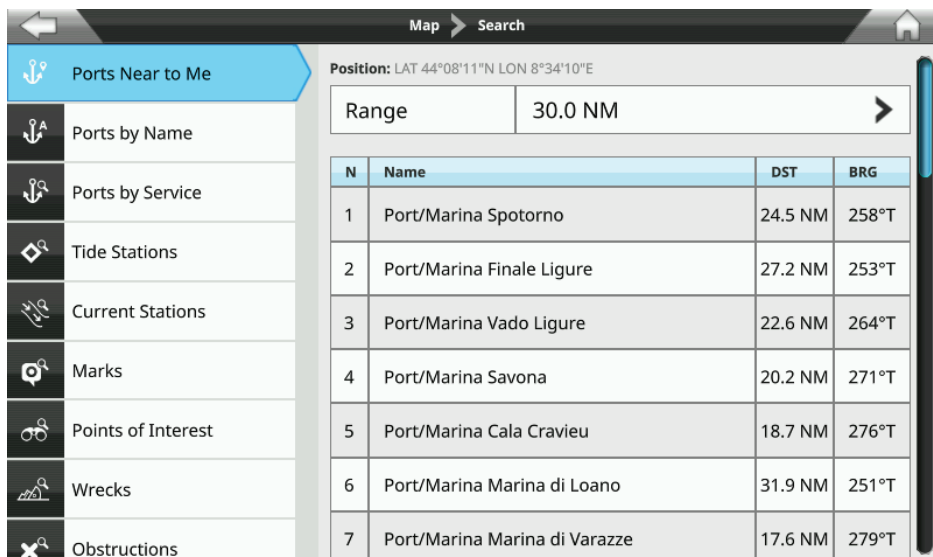 Map Search
Ports Near to Me
Ports by Name
Ports by Service
Tide Stations
Current Stations
Marks
Points of Interest
Wrecks
Obstructions
Position: LAT 44°08'11"N LON 8°34'10"E
Range 30.0 NM
N Name DST BRG
1 Port/Marina Spotorno 24.5 NM 258°T
2 Port/Marina Finale Ligure 27.2 NM 253°T
3 Port/Marina Vado Ligure 22.6 NM 264°T
4 Port/Marina Savona 20.2 NM 271°T
5 Port/Marina Cala Cravieu 18.7 NM 276°T
6 Port/Marina Marina di Loano 31.9 NM 251°T
7 Port/Marina Marina di Varazze 17.6 NM 279°T